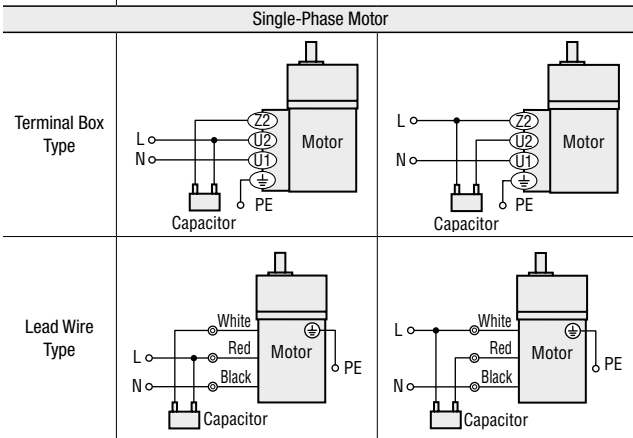 Single-Phase Motor
Terminal Box
Type
Z2
L U2 Motor
N U1
PE
Capacitor
L Z2
U2 Motor
N U1
PE
Capacitor
Lead Wire
Type
White
L Red Motor
PE
N Black
Capacitor
L White
Red Motor
PE
N Black
Capacitor